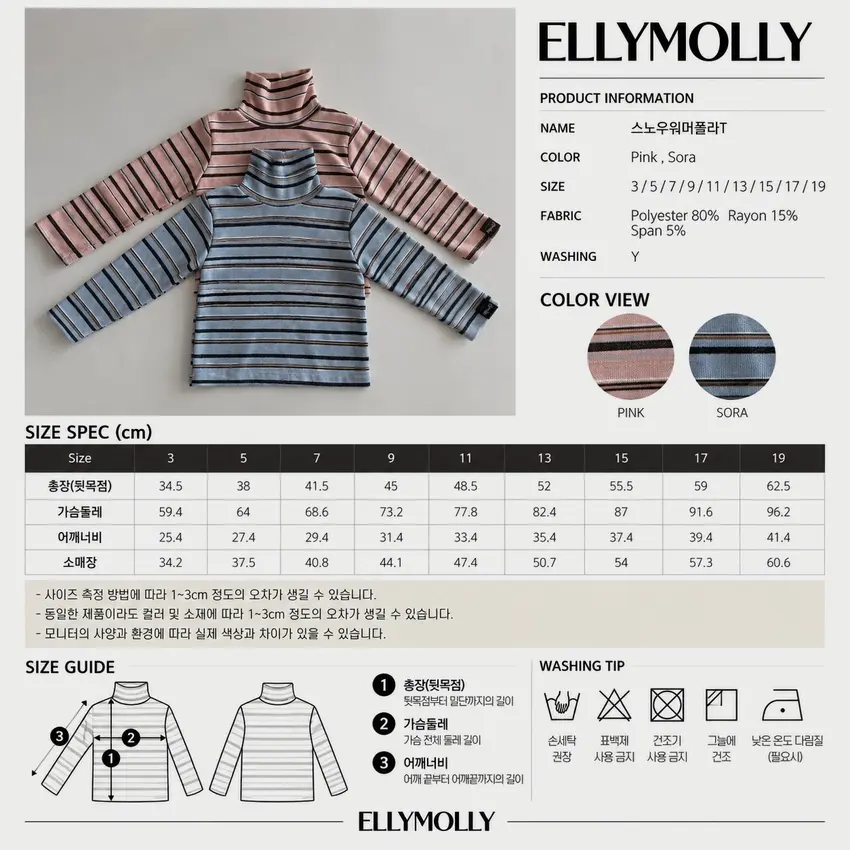 ELLYMOLLY
PRODUCT INFORMATION
NAME 스노우워머폴라T
COLOR Pink , Sora
SIZE 3 / 5 / 7 / 9 / 11 / 13 / 15 / 17 / 19
FABRIC Polyester 80% Rayon 15%
Span 5%
WASHING Y
COLOR VIEW
PINK SORA
SIZE SPEC (cm)
Size 3 5 7 9 11 13 15 17 19
총장(뒷목점) 34.5 38 41.5 45 48.5 52 55.5 59 62.5
가슴둘레 59.4 64 68.6 73.2 77.8 82.4 87 91.6 96.2
어깨너비 25.4 27.4 29.4 31.4 33.4 35.4 37.4 39.4 41.4
소매장 34.2 37.5 40.8 44.1 47.4 50.7 54 57.3 60.6
- 사이즈 측정 방법에 따라 1~3cm 정도의 오차가 생길 수 있습니다.
- 동일한 제품이라도 컬러 및 소재에 따라 1~3cm 정도의 오차가 생길 수 있습니다.
- 모니터의 사양과 환경에 따라 실제 색상과 차이가 있을 수 있습니다.
SIZE GUIDE
3
2
1
1 총장(뒷목점)
뒷목점부터 밑단까지의 길이
2 가슴둘레
가슴 전체 둘레 길이
3 어깨너비
어깨 끝부터 어깨끝까지의 길이
WASHING TIP
손세탁
권장
표백제
사용 금지
건조기
사용 금지
그늘에
건조
낮온 온도 다림질
(필요시)
ELLYMOLLY